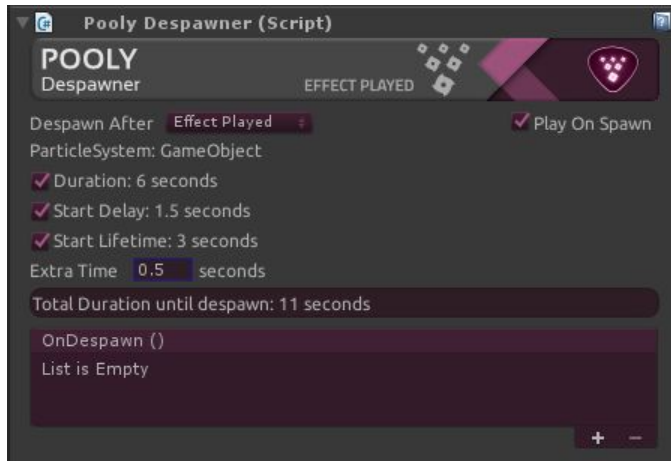 Pooly Despawner (Script)
POOLY
Despawner
EFFECT PLAYED
Despawn After Effect Played Play On Spawn
ParticleSystem: GameObject
Duration: 6 seconds
Start Delay: 1.5 seconds
Start Lifetime: 3 seconds
Extra Time 0.5 seconds
Total Duration until despawn: 11 seconds
OnDespawn ()
List is Empty
+ −